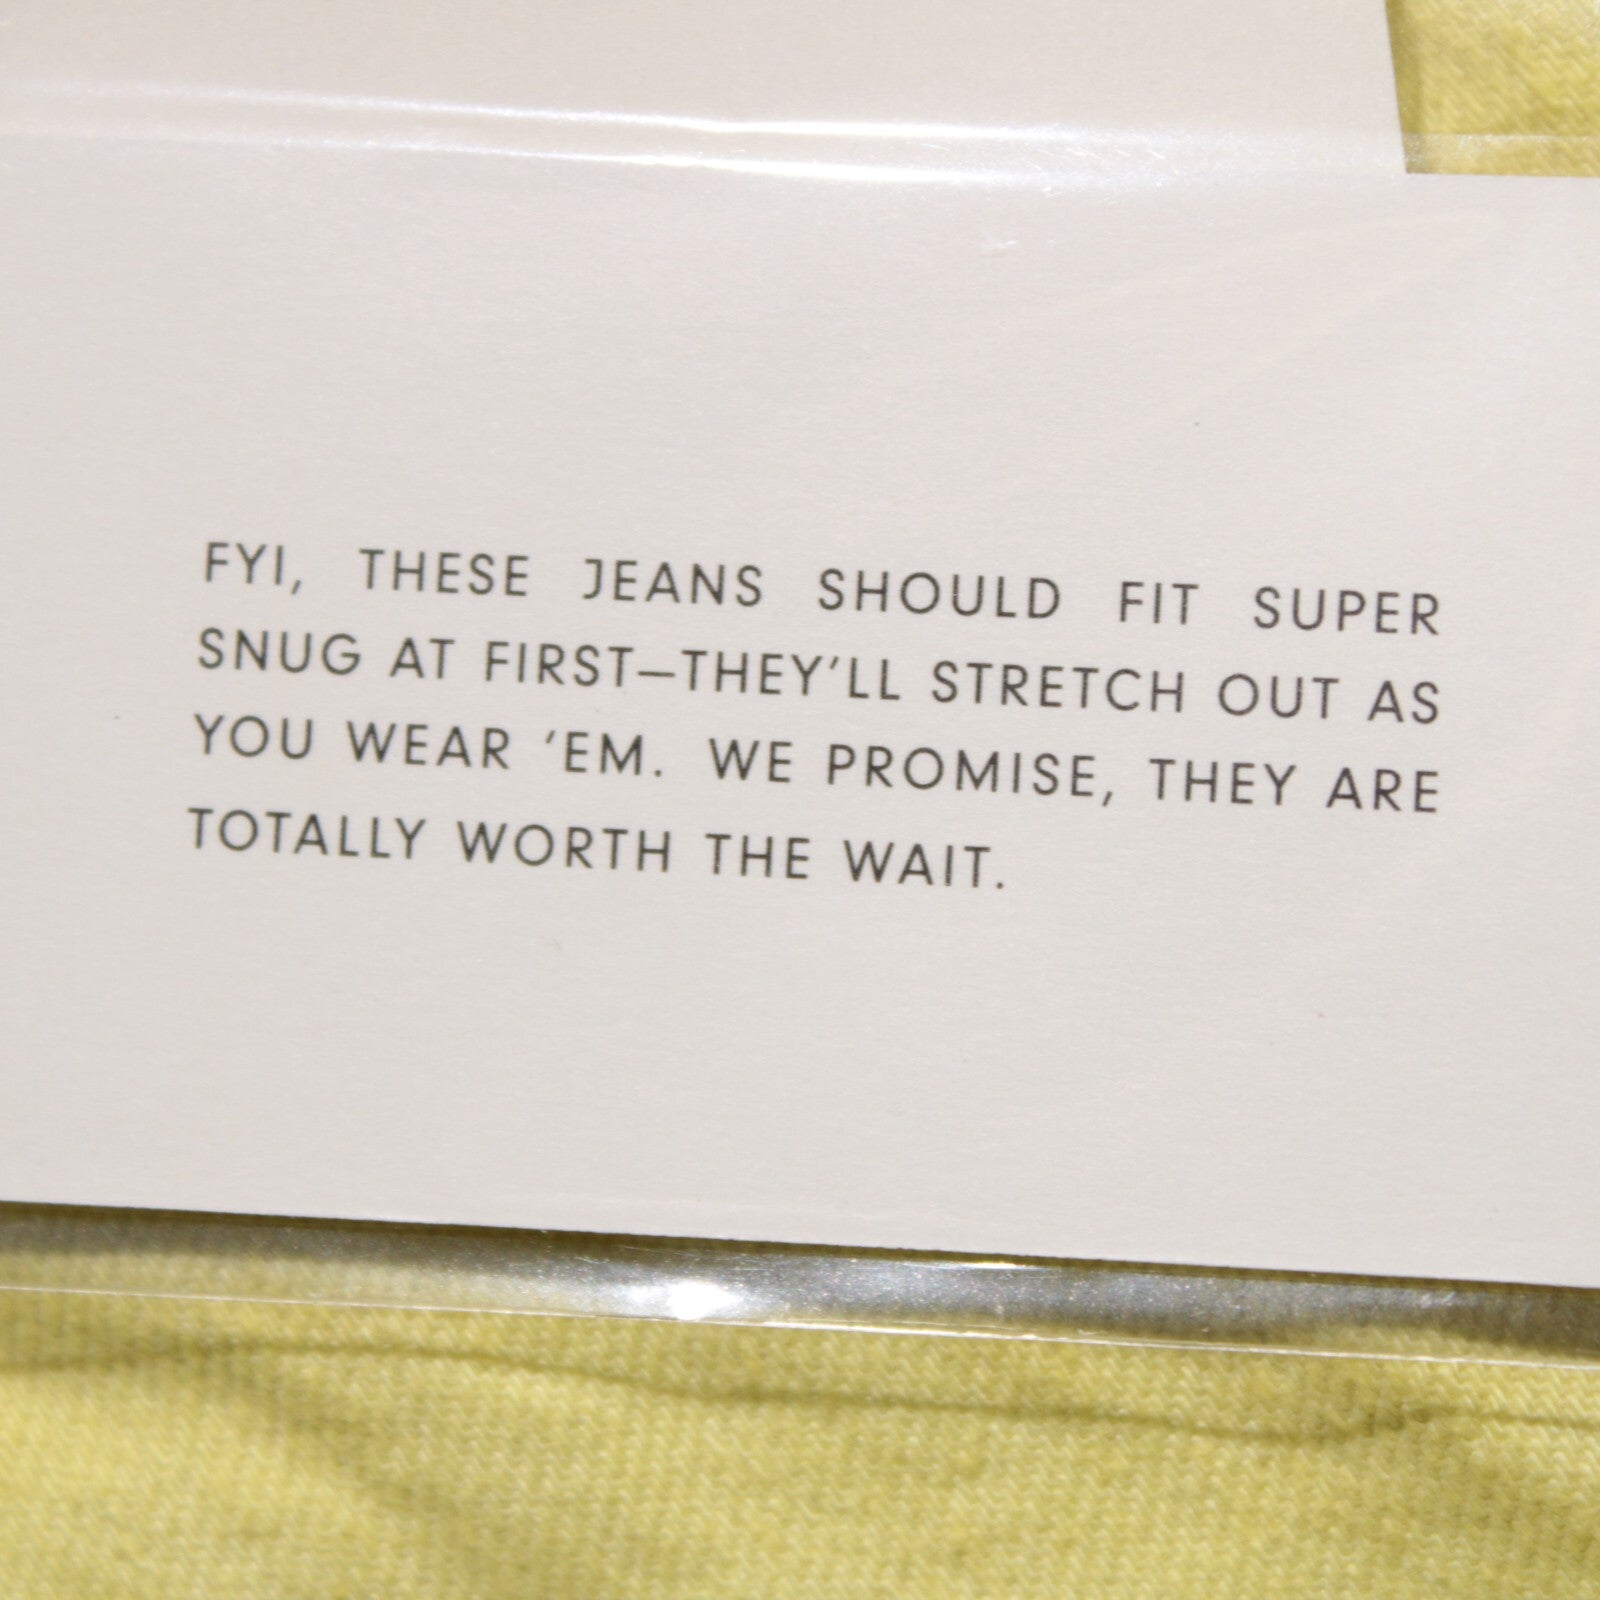 FYI, THESE JEANS SHOULD FIT SUPER
SNUG AT FIRST—THEY'LL STRETCH OUT AS
YOU WEAR 'EM. WE PROMISE, THEY ARE
TOTALLY WORTH THE WAIT.